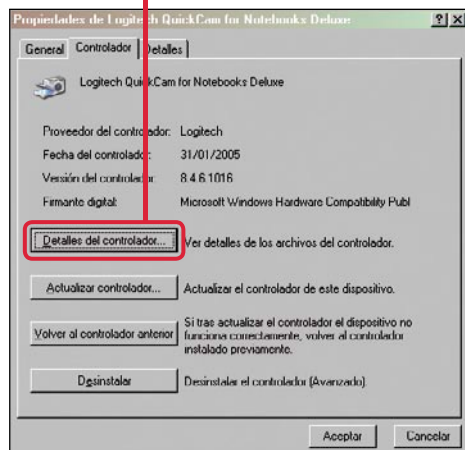 Propiedades de Logitech QuickCam for Notebooks Deluxe
General Controlador Detalles
Logitech QuickCam for Notebooks Deluxe
Proveedor del controlador: Logitech
Fecha del controlador: 31/01/2005
Versión del controlador: 8.4.6.1016
Firmante digital: Microsoft Windows Hardware Compatibility Publ
Detalles del controlador... Ver detalles de los archivos del controlador.
Actualizar controlador... Actualizar el controlador de este dispositivo.
Volver al controlador anterior Si tras actualizar el controlador el dispositivo no
funciona correctamente, volver al controlador
instalado previamente.
Desinstalar Desinstalar el controlador (Avanzado).
Aceptar Cancelar